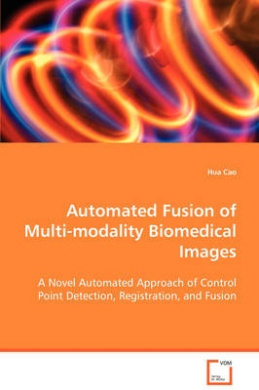 Hua Cao
Automated Fusion of
Multi-modality Biomedical
Images
A Novel Automated Approach of Control
Point Detection, Registration, and Fusion
VDM